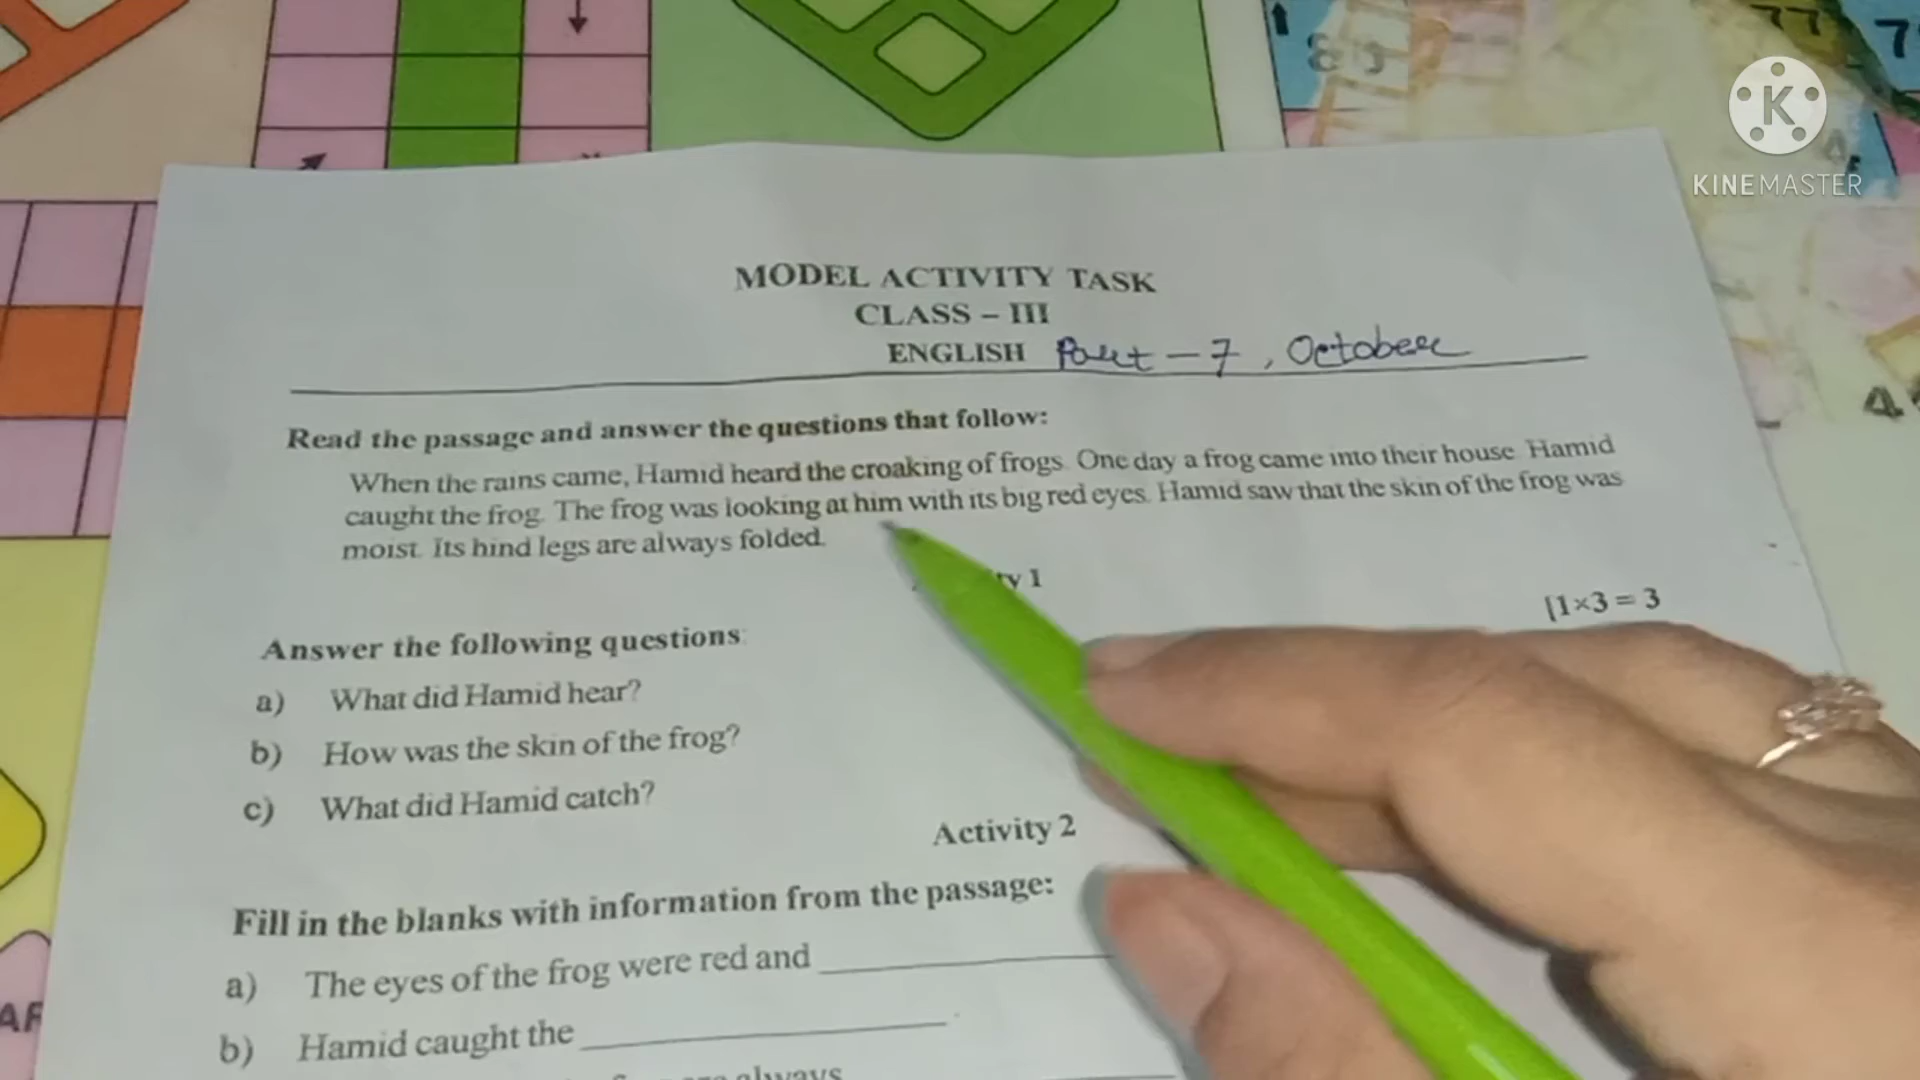 80
77
7
KINEMASTER
MODEL ACTIVITY TASK
CLASS – III
ENGLISH Part – 7, October
Read the passage and answer the questions that follow:
When the rains came, Hamid heard the croaking of frogs. One day a frog came into their house. Hamid
caught the frog. The frog was looking at him with its big red eyes. Hamid saw that the skin of the frog was
moist. Its hind legs are always folded.
1
[1×3 = 3
Answer the following questions:
a) What did Hamid hear?
b) How was the skin of the frog?
c) What did Hamid catch?
Activity 2
Fill in the blanks with information from the passage:
a) The eyes of the frog were red and
b) Hamid caught the
always